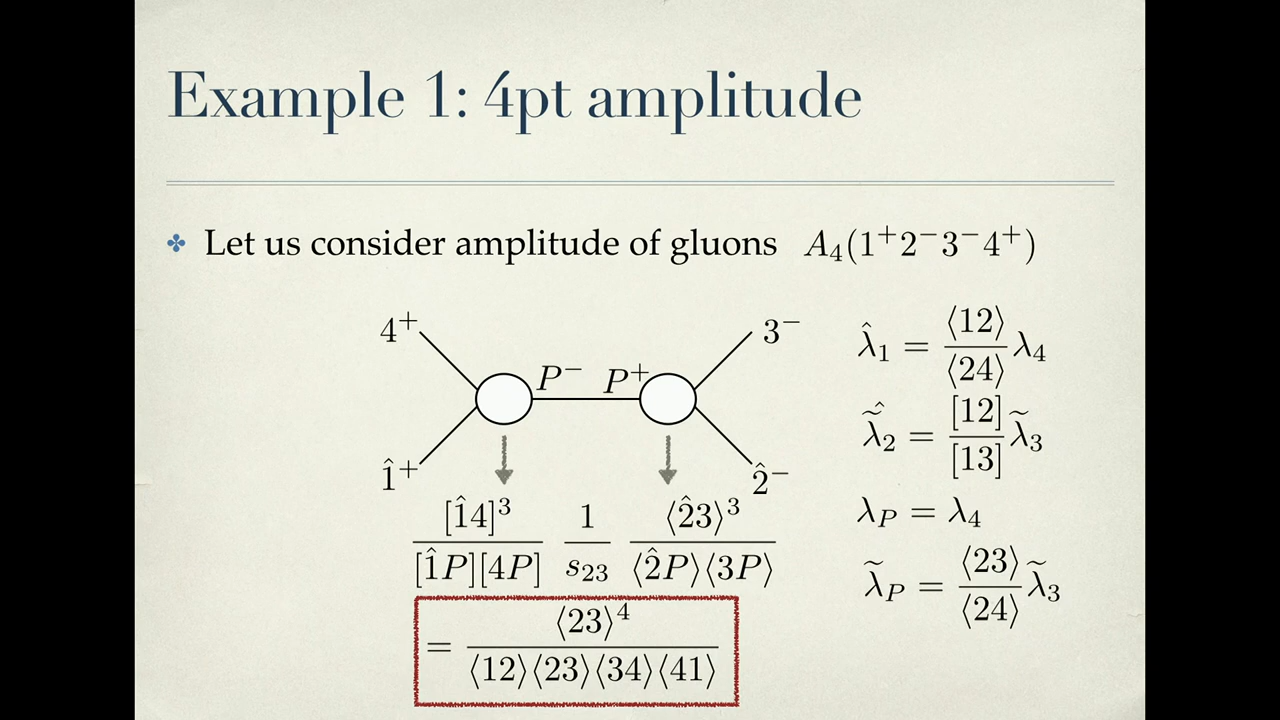 Example 1: 4pt amplitude
✤ Let us consider amplitude of gluons A₄(1⁺2⁻3⁻4⁺)
4⁺ 3⁻
P⁻ P⁺
1̂⁺ 2̂⁻
[1̂4]³ / [1̂P][4P] 1 / s₂₃ ⟨2̂3⟩³ / ⟨2̂P⟩⟨3P⟩
= ⟨23⟩⁴ / ⟨12⟩⟨23⟩⟨34⟩⟨41⟩
λ̂₁ = ⟨12⟩ / ⟨24⟩ λ₄
λ̃̂₂ = [12] / [13] λ̃₃
λ_P = λ₄
λ̃_P = ⟨23⟩ / ⟨24⟩ λ̃₃